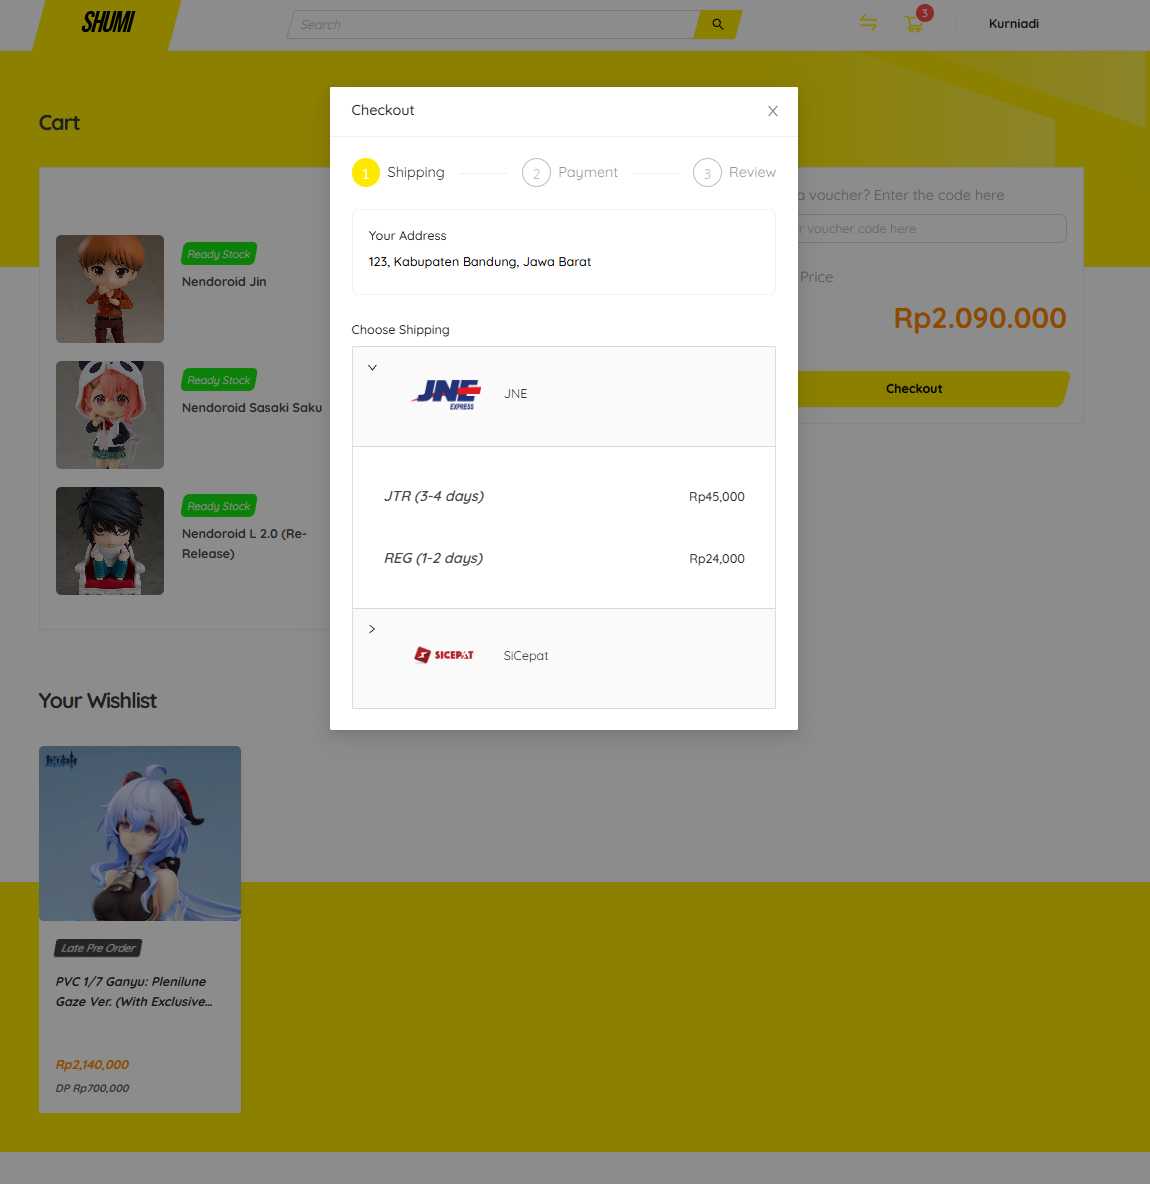 SHUMI
Search
3
Kurniadi
Cart
Ready Stock
Nendoroid Jin
Ready Stock
Nendoroid Sasaki Saku
Ready Stock
Nendoroid L 2.0 (Re-
Release)
Checkout
1 Shipping
2 Payment
3 Review
Your Address
123, Kabupaten Bandung, Jawa Barat
Choose Shipping
JNE
EXPRESS
JNE
JTR (3-4 days) Rp45,000
REG (1-2 days) Rp24,000
SICEPAT
SiCepat
a voucher? Enter the code here
r voucher code here
Price
Rp2.090.000
Checkout
Your Wishlist
Late Pre Order
PVC 1/7 Ganyu: Plenilune
Gaze Ver. (With Exclusive...
Rp2,140,000
DP Rp700,000